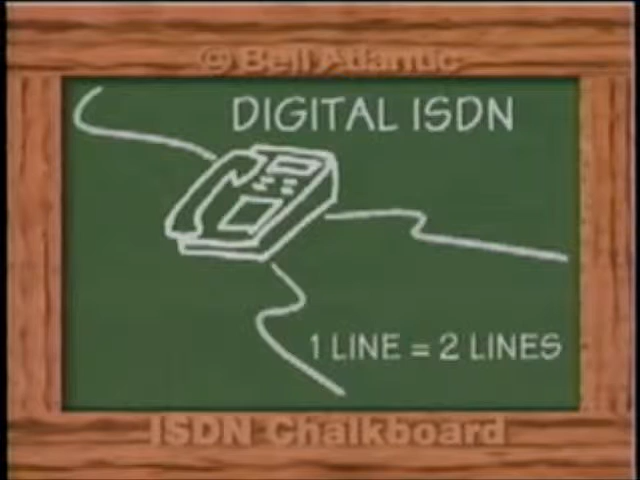 © Bell Atlantic
DIGITAL ISDN
1 LINE = 2 LINES
ISDN Chalkboard